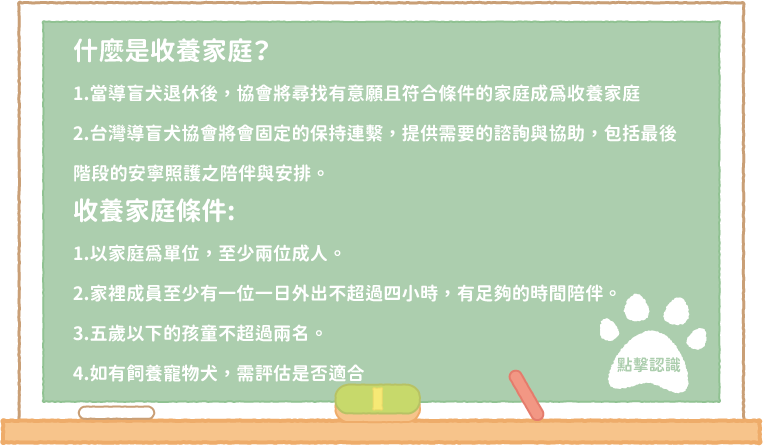 什麼是收養家庭？
1.當導盲犬退休後，協會將尋找有意願且符合條件的家庭成為收養家庭
2.台灣導盲犬協會將會固定的保持連繫，提供需要的諮詢與協助，包括最後
階段的安寧照護之陪伴與安排。
收養家庭條件:
1.以家庭為單位，至少兩位成人。
2.家裡成員至少有一位一日外出不超過四小時，有足夠的時間陪伴。
3.五歲以下的孩童不超過兩名。
4.如有飼養寵物犬，需評估是否適合
點擊認識